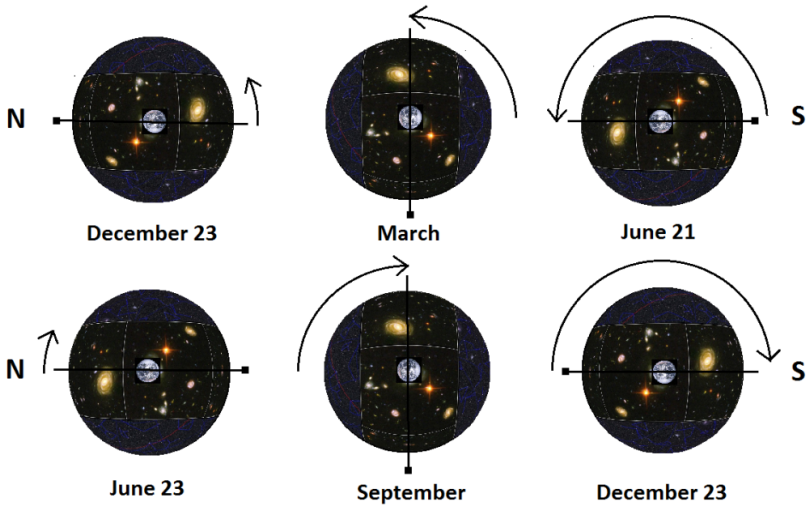 N
S
December 23
March
June 21
N
S
June 23
September
December 23